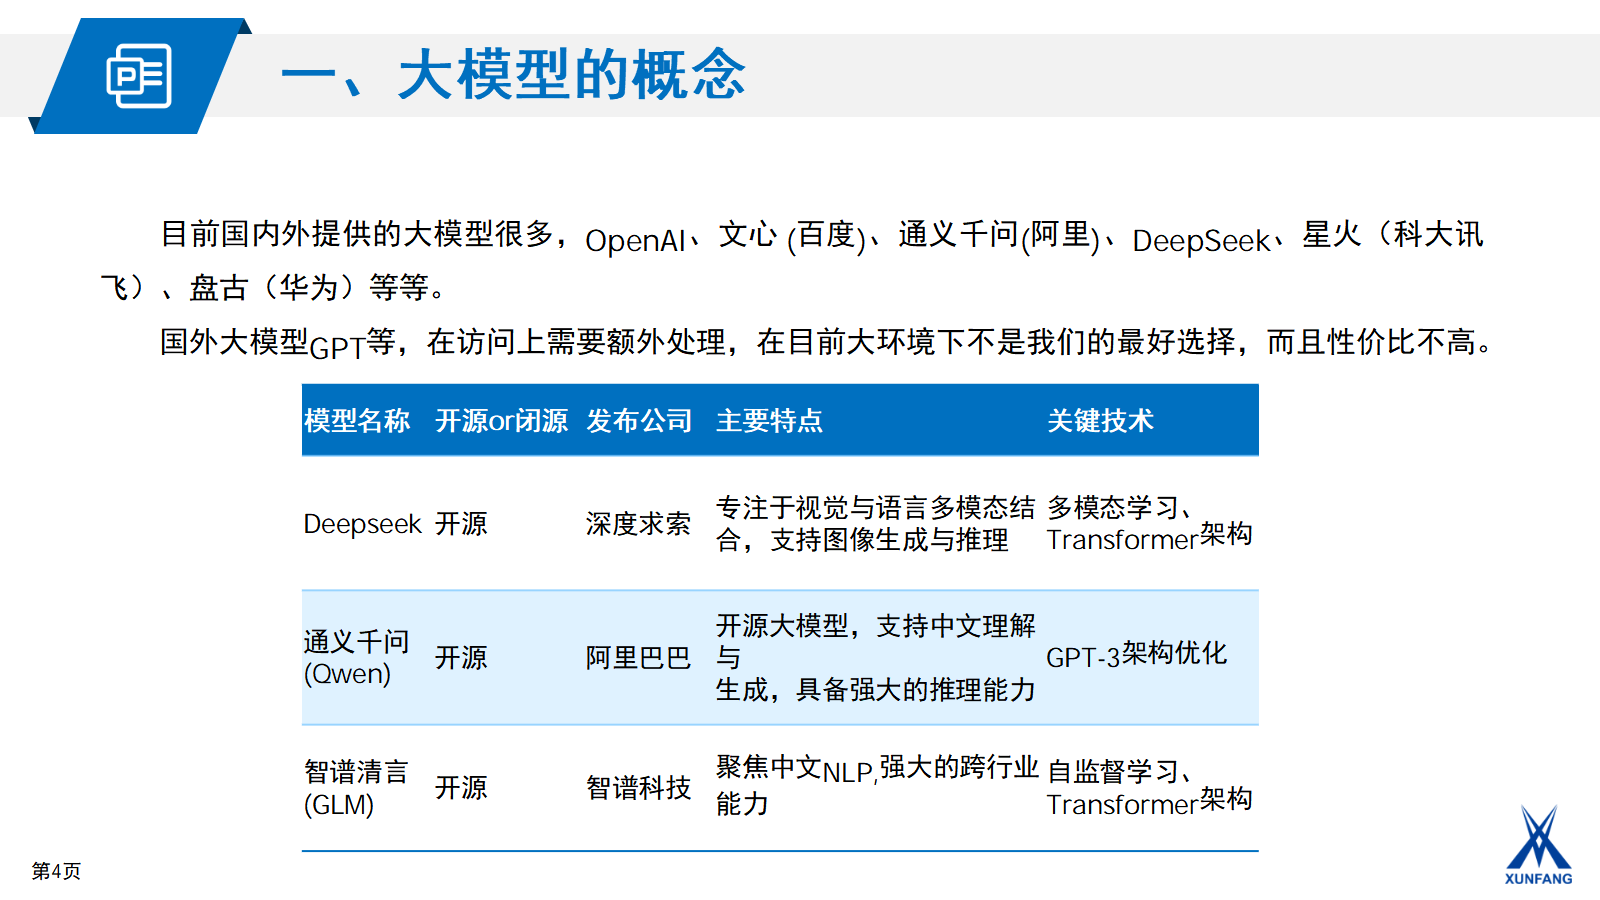 一、大模型的概念
目前国内外提供的大模型很多，OpenAI、文心 (百度)、通义千问(阿里)、DeepSeek、星火（科大讯
飞）、盘古（华为）等等。
国外大模型GPT等，在访问上需要额外处理，在目前大环境下不是我们的最好选择，而且性价比不高。
模型名称 开源or闭源 发布公司 主要特点 关键技术
Deepseek 开源 深度求索 专注于视觉与语言多模态结
合，支持图像生成与推理 多模态学习、
Transformer架构
通义千问
(Qwen) 开源 阿里巴巴 开源大模型，支持中文理解
与
生成，具备强大的推理能力 GPT-3架构优化
智谱清言
(GLM) 开源 智谱科技 聚焦中文NLP,强大的跨行业
能力 自监督学习、
Transformer架构
第4页
XUNFANG